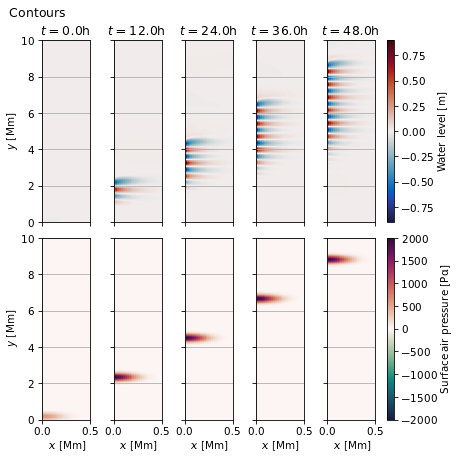 Contours
t = 0.0h
t = 12.0h
t = 24.0h
t = 36.0h
t = 48.0h
10
8
6
4
2
0
y [Mm]
0.75
0.50
0.25
0.00
−0.25
−0.50
−0.75
Water level [m]
10
8
6
4
2
0
y [Mm]
0.0
0.5
0.0
0.5
0.0
0.5
0.0
0.5
0.0
0.5
x [Mm]
x [Mm]
x [Mm]
x [Mm]
x [Mm]
2000
1500
1000
500
0
−500
−1000
−1500
−2000
Surface air pressure [Pa]